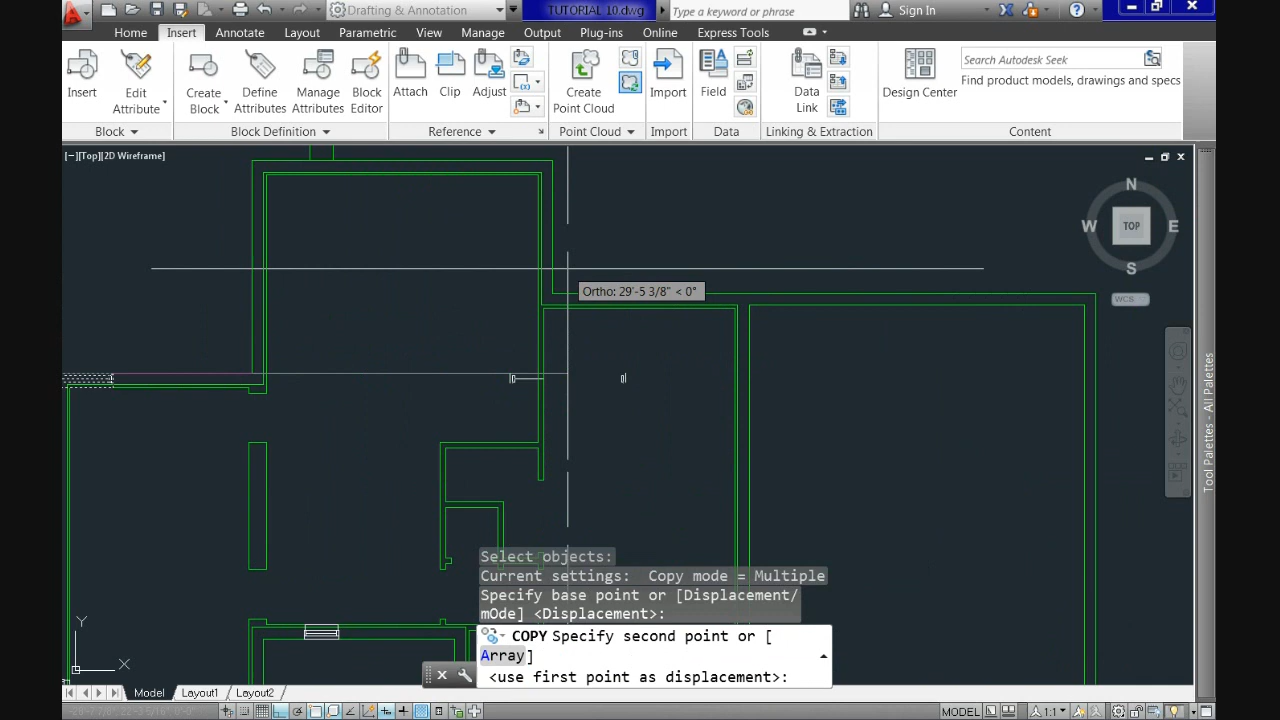 Drafting & Annotation
TUTORIAL 10.dwg
Type a keyword or phrase
Sign In
Home Insert Annotate Layout Parametric View Manage Output Plug-ins Online Express Tools
Insert
Edit
Attribute
Create
Block
Define
Attributes
Manage
Attributes
Block
Editor
Attach
Clip
Adjust
Create
Point Cloud
Import
Field
Data
Link
Design Center
Search Autodesk Seek
Find product models, drawings and specs
Block
Block Definition
Reference
Point Cloud
Import
Data
Linking & Extraction
Content
[−][Top][2D Wireframe]
N
W TOP E
S
WCS
Ortho: 29'-5 3/8" < 0°
Tool Palettes - All Palettes
Select objects:
Current settings:  Copy mode = Multiple
Specify base point or [Displacement/
mOde] <Displacement>:
COPY Specify second point or [
Array]
<use first point as displacement>:
Y
X
Model Layout1 Layout2
MODEL
1:1